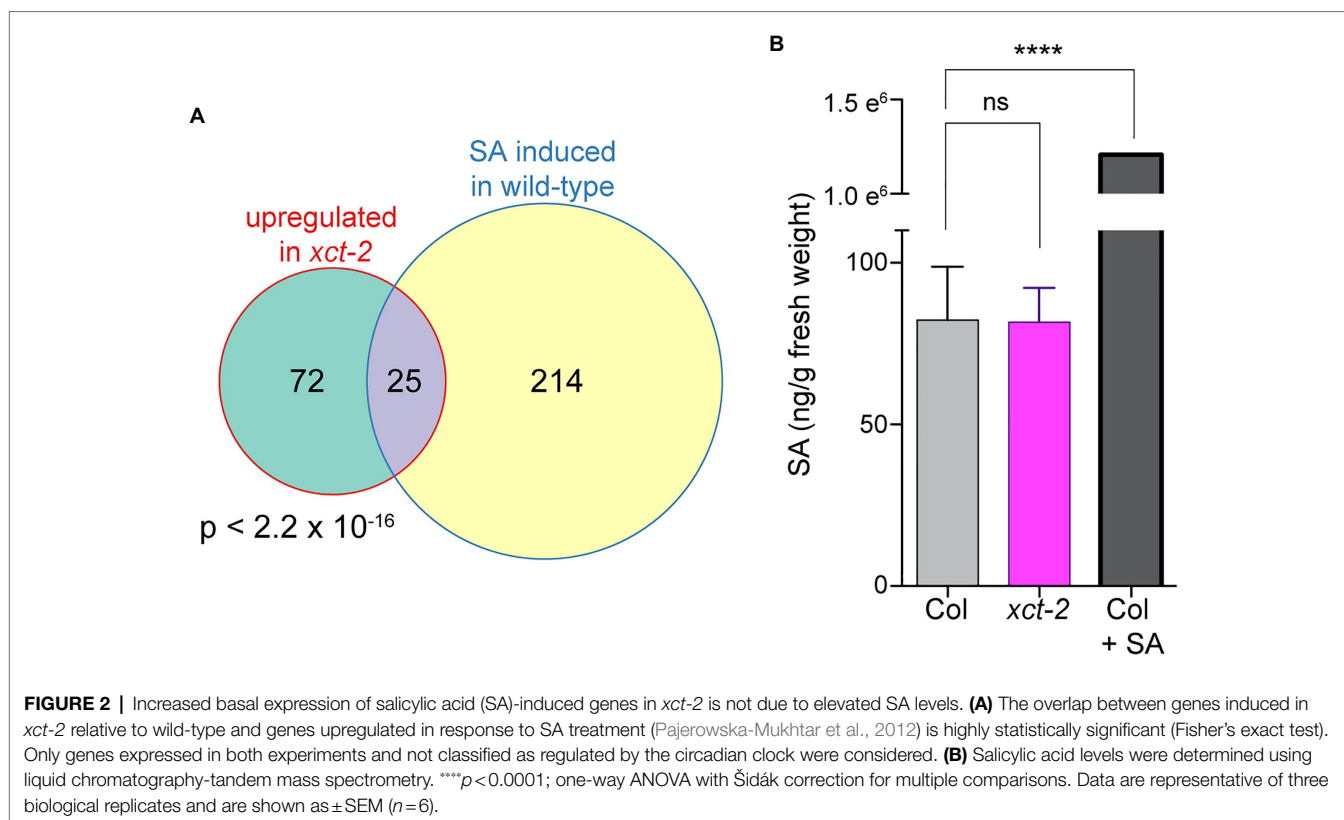 A
upregulated
in xct-2
SA induced
in wild-type
72
25
214
p < 2.2 x 10⁻¹⁶
B
****
ns
SA (ng/g fresh weight)
1.5 e⁶
1.0 e⁶
100
50
0
Col
xct-2
Col
+ SA
FIGURE 2 | Increased basal expression of salicylic acid (SA)-induced genes in xct-2 is not due to elevated SA levels. (A) The overlap between genes induced in
xct-2 relative to wild-type and genes upregulated in response to SA treatment (Pajerowska-Mukhtar et al., 2012) is highly statistically significant (Fisher's exact test).
Only genes expressed in both experiments and not classified as regulated by the circadian clock were considered. (B) Salicylic acid levels were determined using
liquid chromatography-tandem mass spectrometry. ****p < 0.0001; one-way ANOVA with Šidák correction for multiple comparisons. Data are representative of three
biological replicates and are shown as ± SEM (n = 6).